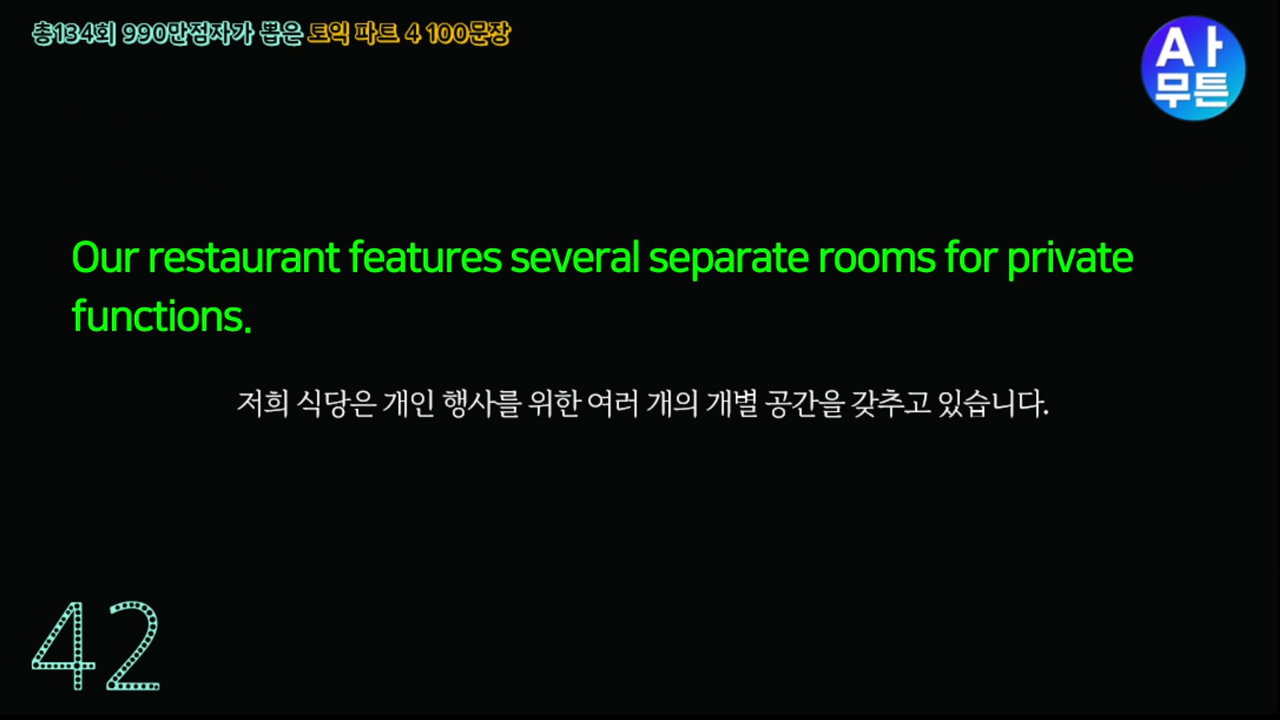 총134회 990만점자가 뽑은 토익 파트 4 100문장
A아
무튼
Our restaurant features several separate rooms for private
functions.
저희 식당은 개인 행사를 위한 여러 개의 개별 공간을 갖추고 있습니다.
42